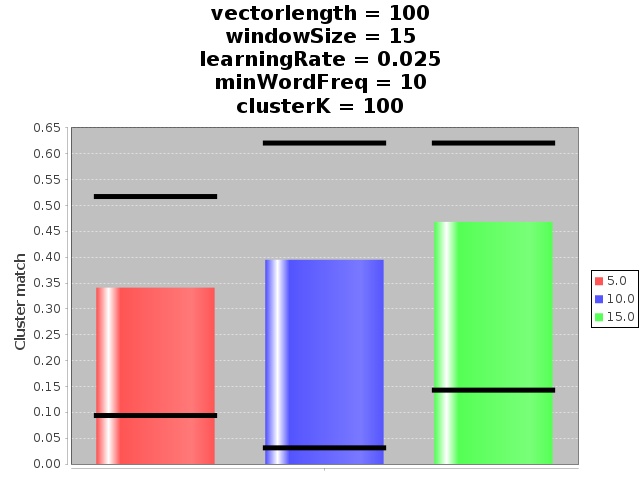 vectorlength = 100
windowSize = 15
learningRate = 0.025
minWordFreq = 10
clusterK = 100
0.65
0.60
0.55
0.50
0.45
0.40
0.35
0.30
0.25
0.20
0.15
0.10
0.05
0.00
Cluster match
5.0
10.0
15.0